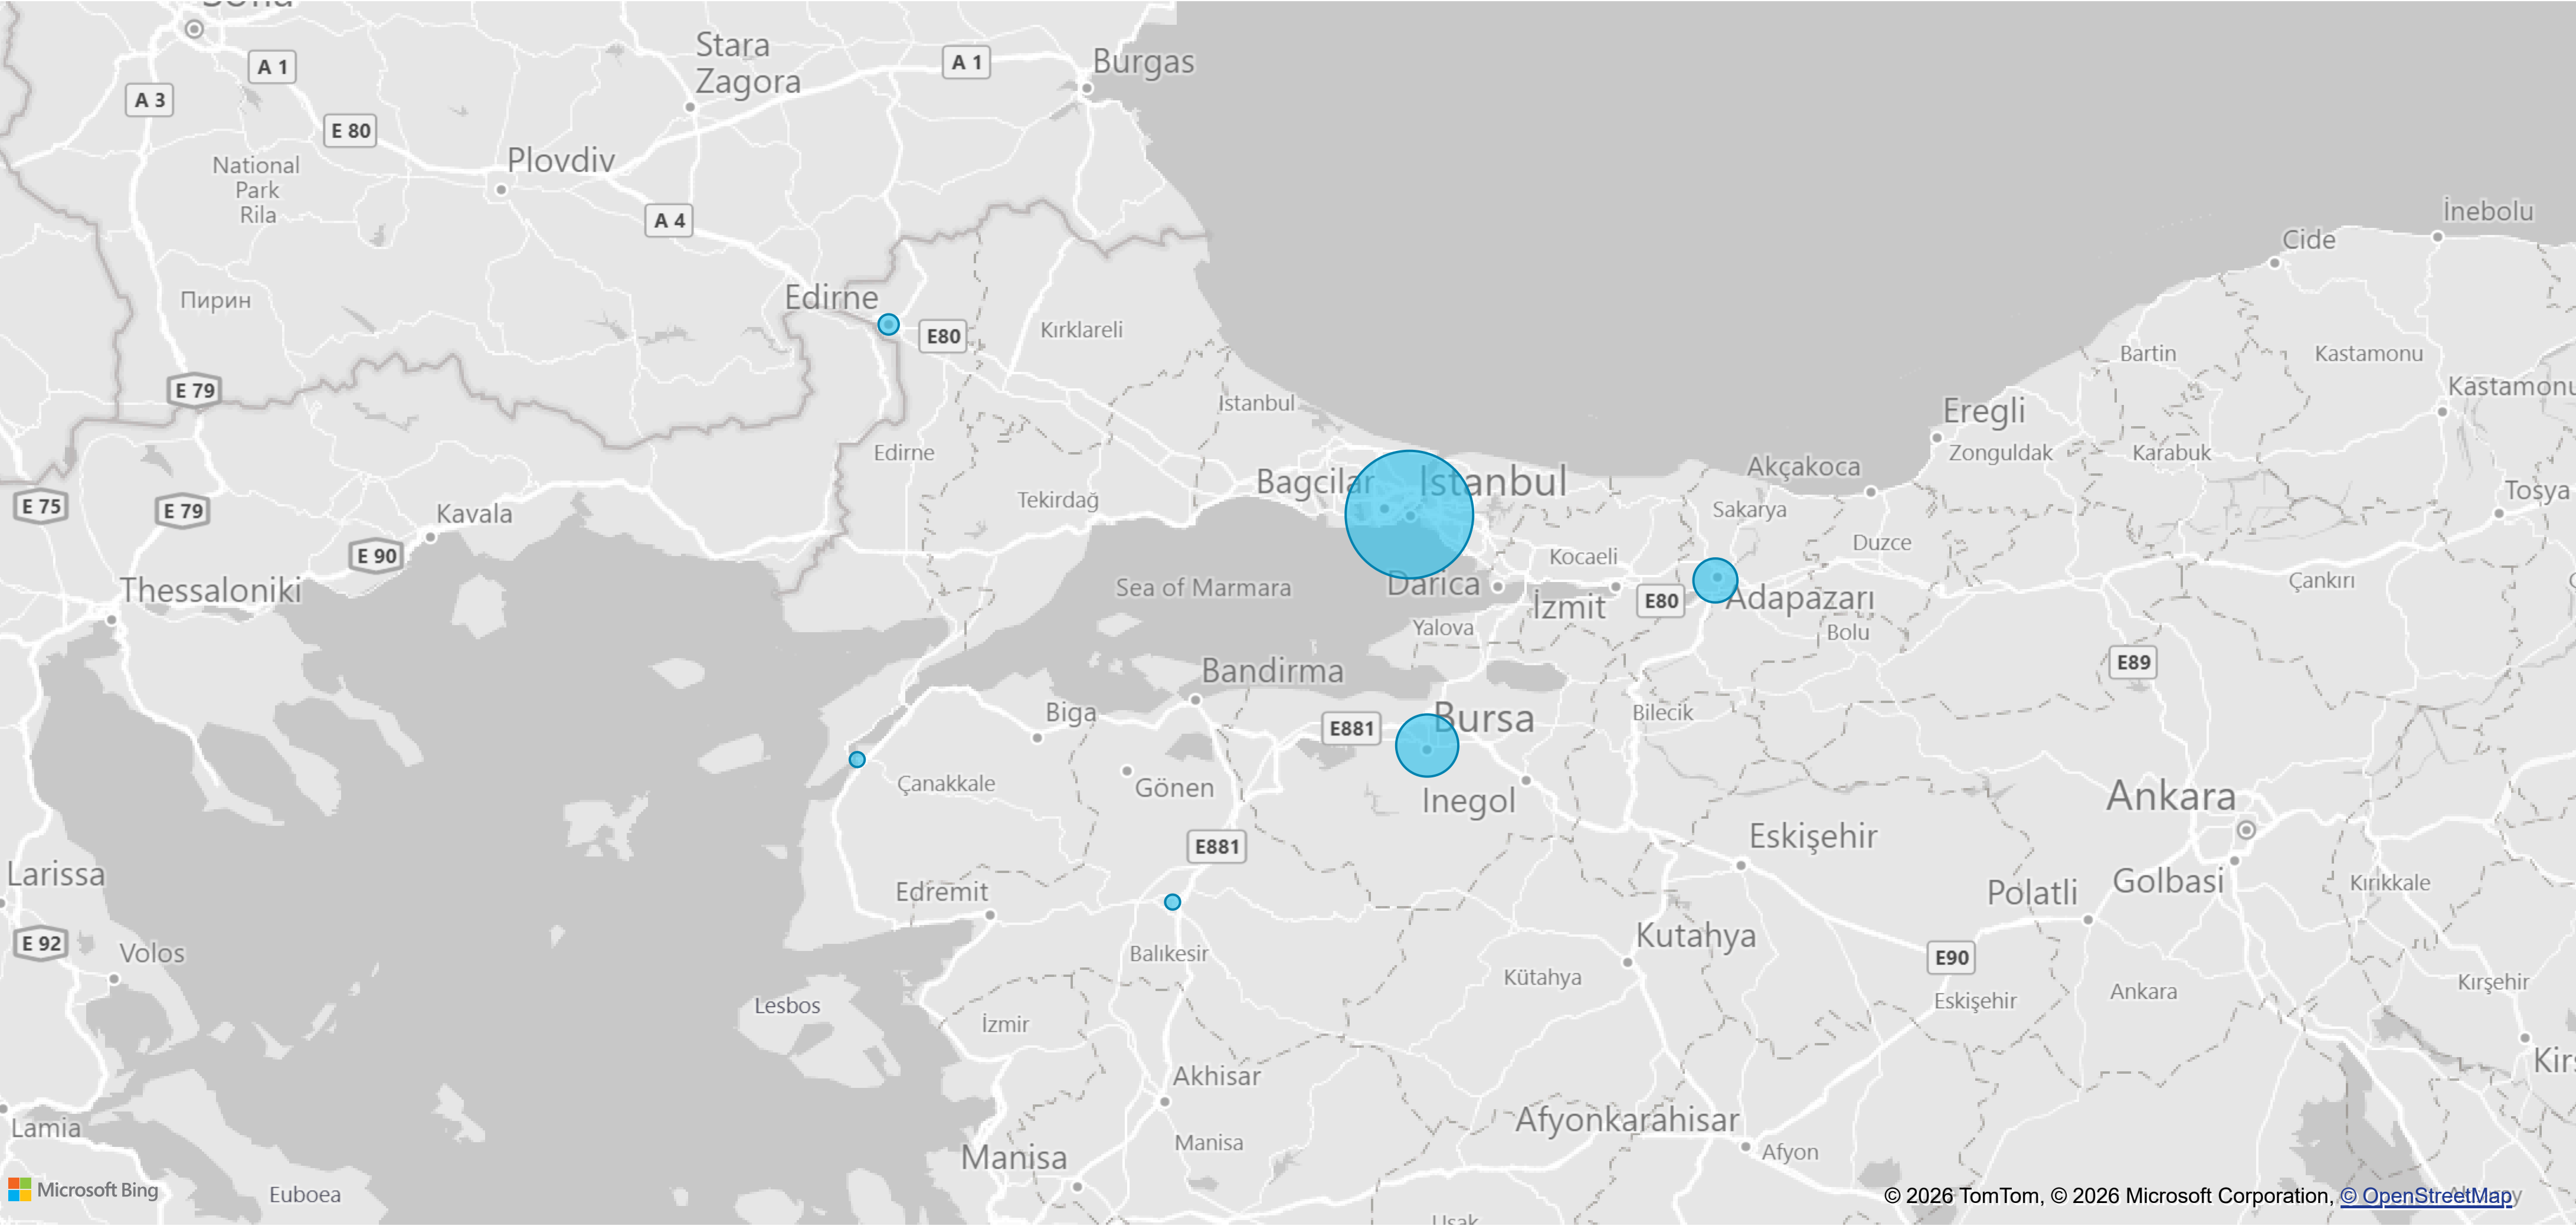 Sofia
A 1
A 3
E 80
Stara
Zagora
A 1
Burgas
National
Park
Rila
Plovdiv
A 4
İnebolu
Cide
Пирин
Edirne
E80
Kırklareli
Bartin
Kastamonu
Kastamonu
E 79
Istanbul
Eregli
Zonguldak
Karabuk
Edirne
Bagcilar
Istanbul
Akçakoca
Tekirdağ
Sakarya
Tosya
E 75
E 79
Kavala
E 90
Kocaeli
Duzce
Thessaloniki
Sea of Marmara
Darica
İzmit
E80
Adapazarı
Çankırı
Yalova
Bolu
E89
Bandirma
Biga
E881
Bursa
Bilecik
Çanakkale
Gönen
Inegol
Ankara
E881
Eskişehir
Larissa
Edremit
Polatli
Golbasi
Kırıkkale
E 92
Volos
Balıkesir
Kutahya
E90
Kütahya
Eskişehir
Ankara
Kırşehir
Lesbos
İzmir
Kirs
Akhisar
Lamia
Manisa
Manisa
Afyonkarahisar
Afyon
Microsoft Bing
Euboea
Usak
© 2026 TomTom, © 2026 Microsoft Corporation, © OpenStreetMap